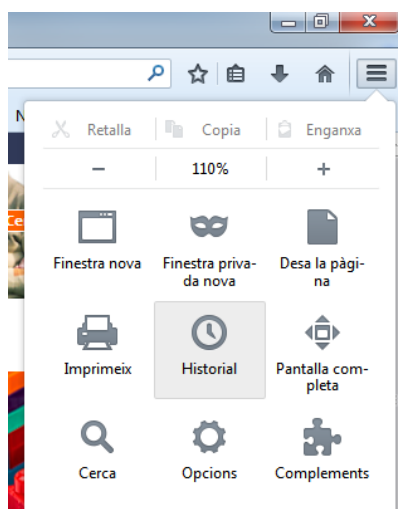 N
Retalla Copia Enganxa
− 110% +
Finestra nova Finestra priva- Desa la pàgi-
da nova na
Ce
Imprimeix Historial Pantalla com-
pleta
Cerca Opcions Complements